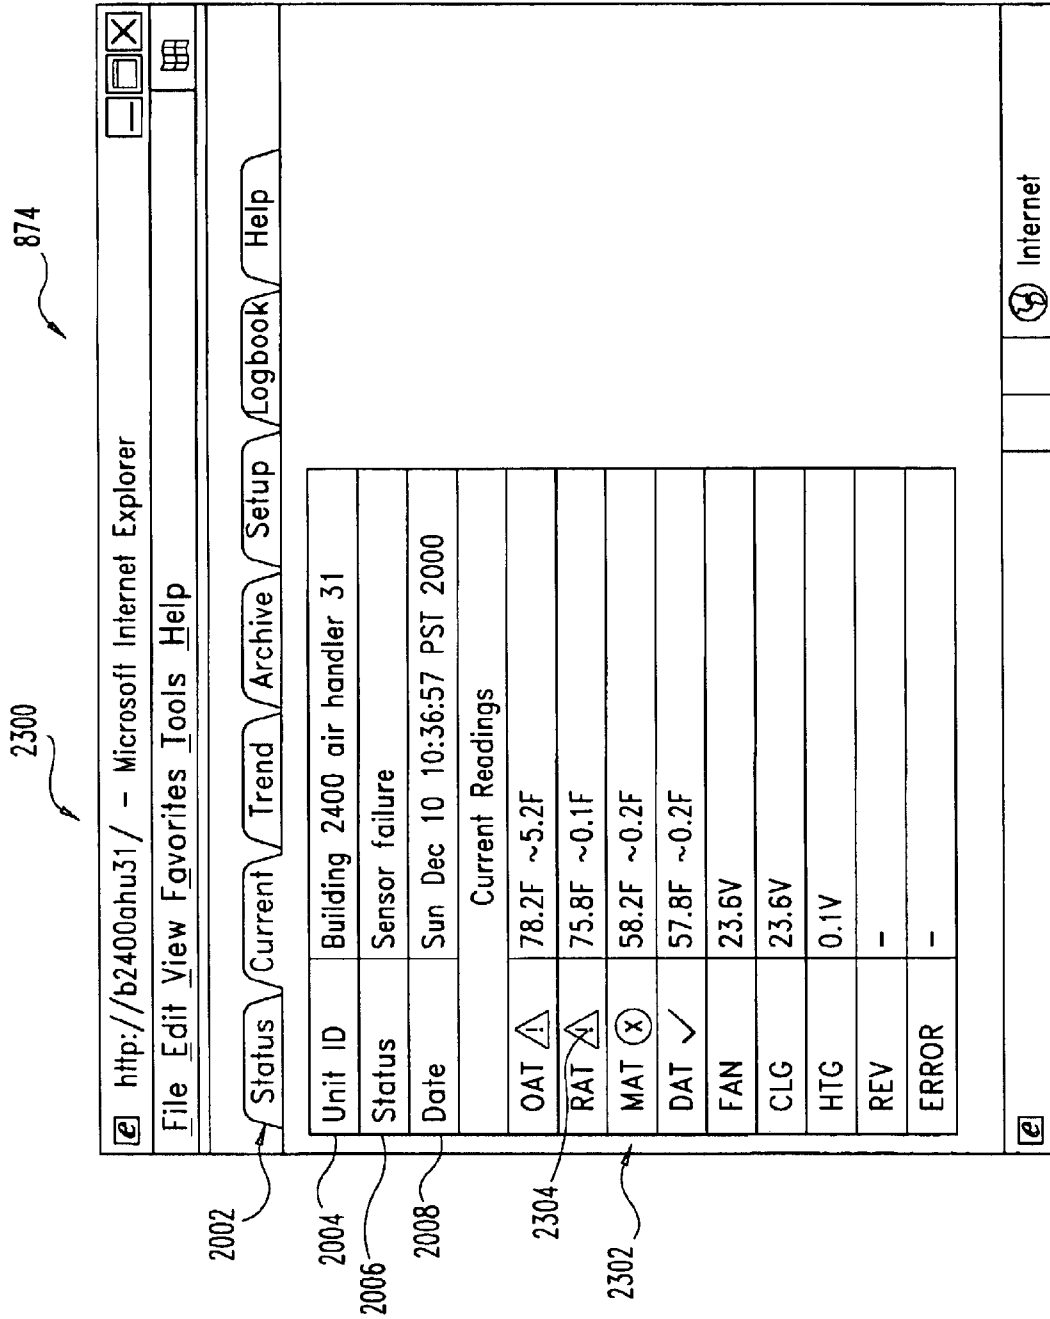 2300
874
http://b2400ahu31/ - Microsoft Internet Explorer
File Edit View Favorites Tools Help
Status Current Trend Archive Setup Logbook Help
2002
2004
2006
2008
Unit ID Building 2400 air handler 31
Status Sensor failure
Date Sun Dec 10 10:36:57 PST 2000
Current Readings
OAT ! 78.2F ~5.2F
RAT ! 75.8F ~0.1F
MAT x 58.2F ~0.2F
DAT ✓ 57.8F ~0.2F
FAN 23.6V
CLG 23.6V
HTG 0.1V
REV -
ERROR -
2304
2302
e Internet